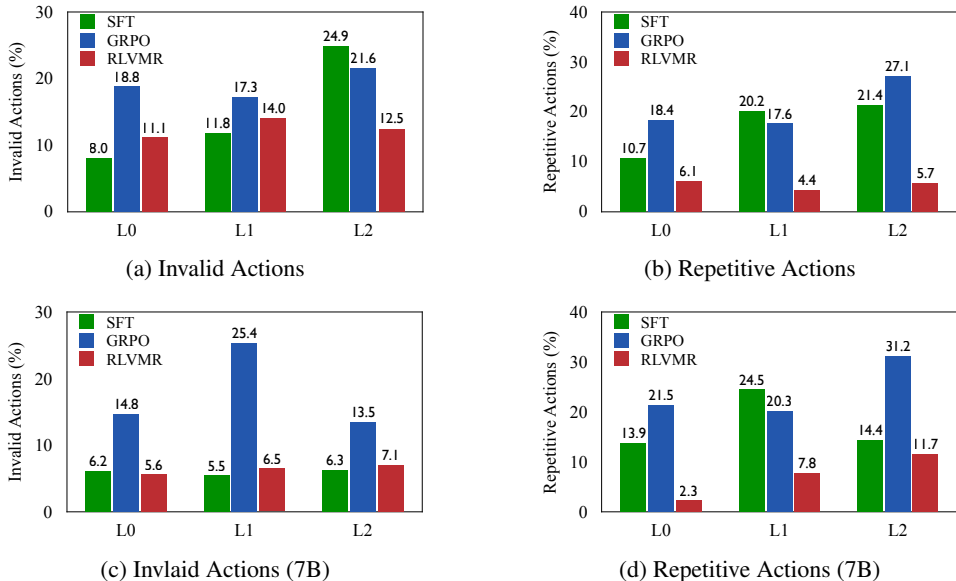 30
20
10
0
Invalid Actions (%)
SFT
GRPO
RLVMR
8.0
18.8
11.1
11.8
17.3
14.0
24.9
21.6
12.5
L0 L1 L2
(a) Invalid Actions
40
30
20
10
0
Repetitive Actions (%)
SFT
GRPO
RLVMR
10.7
18.4
6.1
20.2
17.6
4.4
21.4
27.1
5.7
L0 L1 L2
(b) Repetitive Actions
30
20
10
0
Invalid Actions (%)
SFT
GRPO
RLVMR
6.2
14.8
5.6
5.5
25.4
6.5
6.3
13.5
7.1
L0 L1 L2
(c) Invlaid Actions (7B)
40
30
20
10
0
Repetitive Actions (%)
SFT
GRPO
RLVMR
13.9
21.5
2.3
24.5
20.3
7.8
14.4
31.2
11.7
L0 L1 L2
(d) Repetitive Actions (7B)